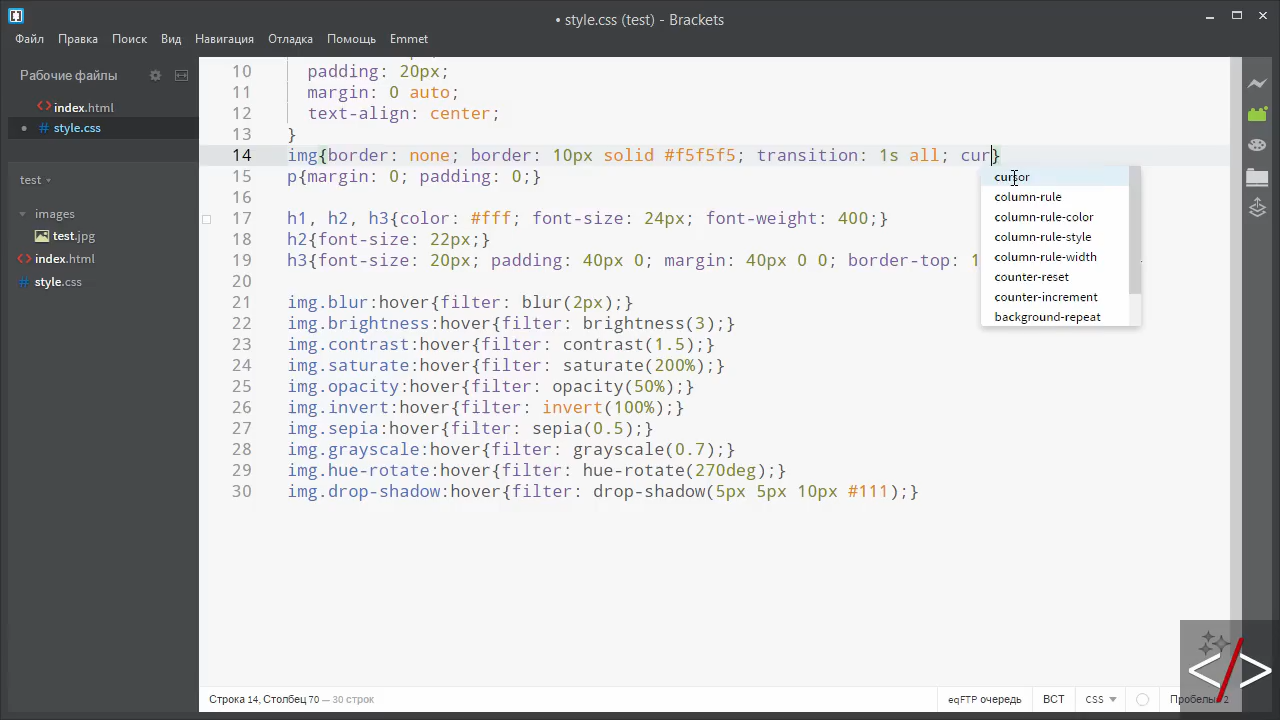 • style.css (test) - Brackets
Файл Правка Поиск Вид Навигация Отладка Помощь Emmet
Рабочие файлы
<> index.html
• # style.css
test
images
test.jpg
<> index.html
# style.css
10 padding: 20px;
11 margin: 0 auto;
12 text-align: center;
13 }
14 img{border: none; border: 10px solid #f5f5f5; transition: 1s all; cur}
15 p{margin: 0; padding: 0;}
16
17 h1, h2, h3{color: #fff; font-size: 24px; font-weight: 400;}
18 h2{font-size: 22px;}
19 h3{font-size: 20px; padding: 40px 0; margin: 40px 0 0; border-top: 1
20
21 img.blur:hover{filter: blur(2px);}
22 img.brightness:hover{filter: brightness(3);}
23 img.contrast:hover{filter: contrast(1.5);}
24 img.saturate:hover{filter: saturate(200%);}
25 img.opacity:hover{filter: opacity(50%);}
26 img.invert:hover{filter: invert(100%);}
27 img.sepia:hover{filter: sepia(0.5);}
28 img.grayscale:hover{filter: grayscale(0.7);}
29 img.hue-rotate:hover{filter: hue-rotate(270deg);}
30 img.drop-shadow:hover{filter: drop-shadow(5px 5px 10px #111);}
cursor
column-rule
column-rule-color
column-rule-style
column-rule-width
counter-reset
counter-increment
background-repeat
Строка 14, Столбец 70 — 30 строк
eqFTP очередь ВСТ CSS Пробелы: 2
</>